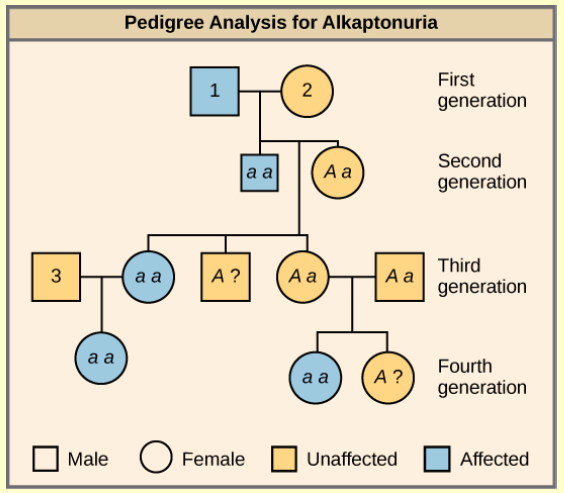 Pedigree Analysis for Alkaptonuria
1
2
First
generation
a a
A a
Second
generation
3
a a
A ?
A a
A a
Third
generation
a a
a a
A ?
Fourth
generation
Male
Female
Unaffected
Affected